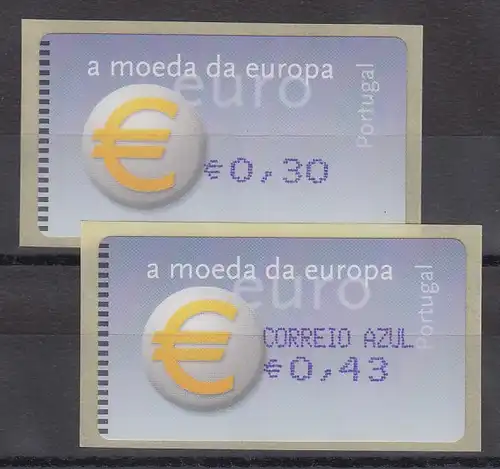 a moeda da europa
euro
Portugal
€
€0,30
a moeda da europa
euro
Portugal
€
CORREIO AZUL
€0,43